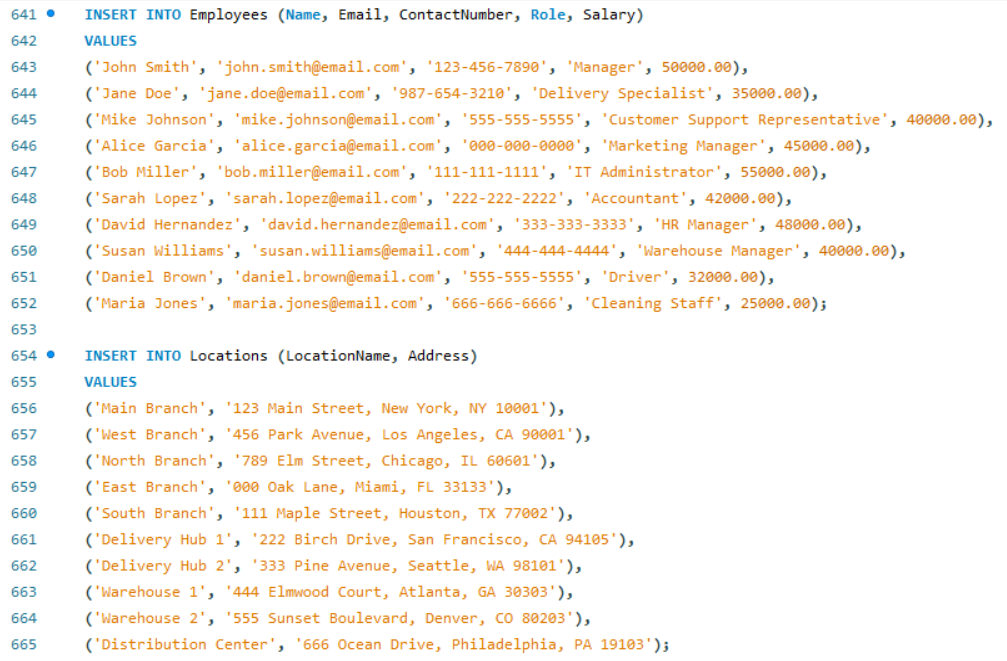 641 INSERT INTO Employees (Name, Email, ContactNumber, Role, Salary)
642 VALUES
643 ('John Smith', 'john.smith@email.com', '123-456-7890', 'Manager', 50000.00),
644 ('Jane Doe', 'jane.doe@email.com', '987-654-3210', 'Delivery Specialist', 35000.00),
645 ('Mike Johnson', 'mike.johnson@email.com', '555-555-5555', 'Customer Support Representative', 40000.00),
646 ('Alice Garcia', 'alice.garcia@email.com', '000-000-0000', 'Marketing Manager', 45000.00),
647 ('Bob Miller', 'bob.miller@email.com', '111-111-1111', 'IT Administrator', 55000.00),
648 ('Sarah Lopez', 'sarah.lopez@email.com', '222-222-2222', 'Accountant', 42000.00),
649 ('David Hernandez', 'david.hernandez@email.com', '333-333-3333', 'HR Manager', 48000.00),
650 ('Susan Williams', 'susan.williams@email.com', '444-444-4444', 'Warehouse Manager', 40000.00),
651 ('Daniel Brown', 'daniel.brown@email.com', '555-555-5555', 'Driver', 32000.00),
652 ('Maria Jones', 'maria.jones@email.com', '666-666-6666', 'Cleaning Staff', 25000.00);
653
654 INSERT INTO Locations (LocationName, Address)
655 VALUES
656 ('Main Branch', '123 Main Street, New York, NY 10001'),
657 ('West Branch', '456 Park Avenue, Los Angeles, CA 90001'),
658 ('North Branch', '789 Elm Street, Chicago, IL 60601'),
659 ('East Branch', '000 Oak Lane, Miami, FL 33133'),
660 ('South Branch', '111 Maple Street, Houston, TX 77002'),
661 ('Delivery Hub 1', '222 Birch Drive, San Francisco, CA 94105'),
662 ('Delivery Hub 2', '333 Pine Avenue, Seattle, WA 98101'),
663 ('Warehouse 1', '444 Elmwood Court, Atlanta, GA 30303'),
664 ('Warehouse 2', '555 Sunset Boulevard, Denver, CO 80203'),
665 ('Distribution Center', '666 Ocean Drive, Philadelphia, PA 19103');